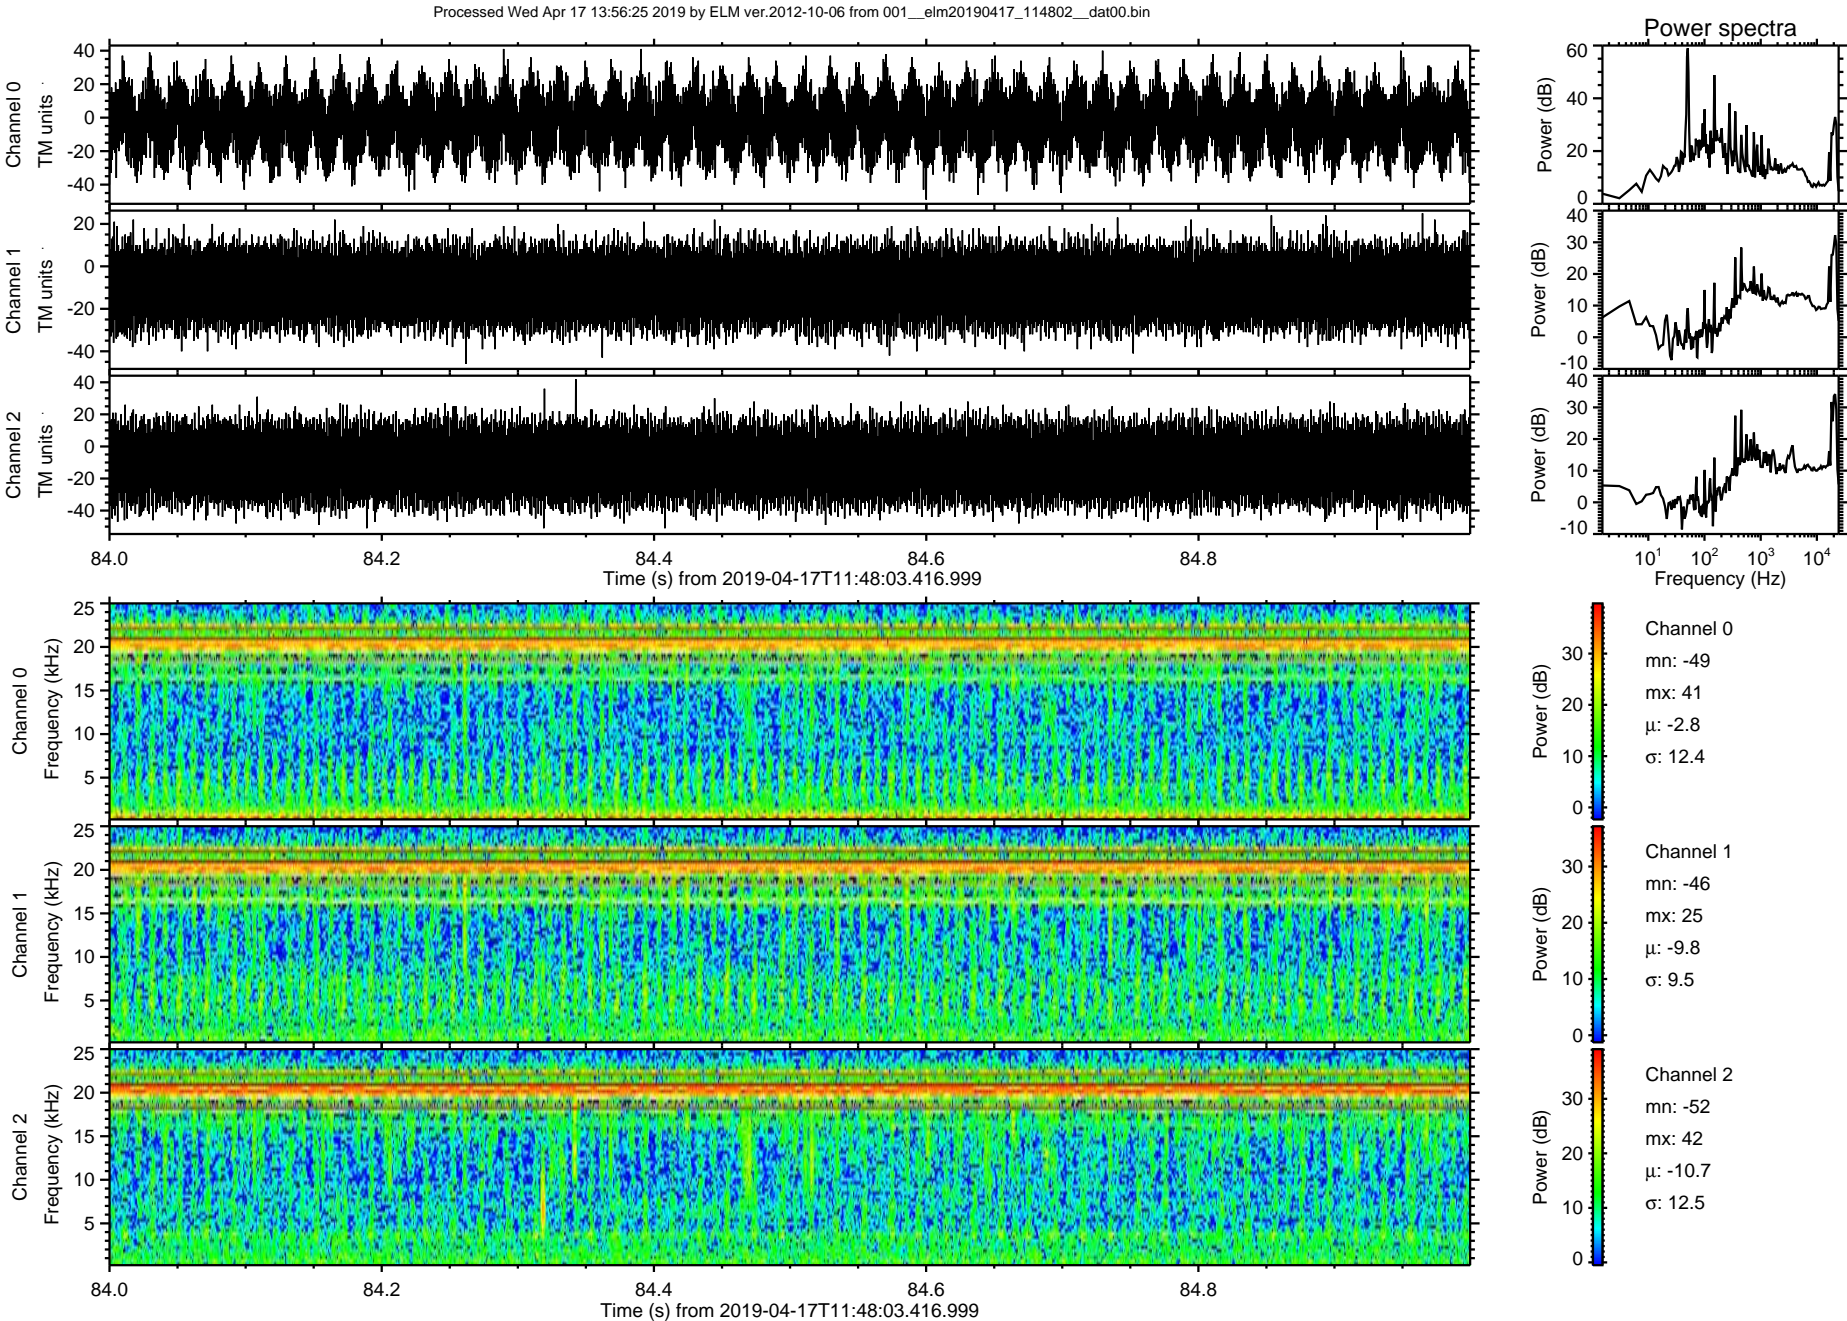 Processed Wed Apr 17 13:56:25 2019 by ELM ver.2012-10-06 from 001__elm20190417_114802__dat00.bin
Power spectra
Channel 0
TM units
40
20
0
-20
-40
Power (dB)
60
40
20
0
Channel 1
TM units
20
0
-20
-40
Power (dB)
40
30
20
10
0
-10
Channel 2
TM units
40
20
0
-20
-40
Power (dB)
40
30
20
10
0
-10
84.0 84.2 84.4 84.6 84.8
Time (s) from 2019-04-17T11:48:03.416.999
10¹ 10² 10³ 10⁴
Frequency (Hz)
Channel 0
Frequency (kHz)
25
20
15
10
5
Power (dB)
30
20
10
0
Channel 0
mn: -49
mx: 41
μ: -2.8
σ: 12.4
Channel 1
Frequency (kHz)
25
20
15
10
5
Power (dB)
30
20
10
0
Channel 1
mn: -46
mx: 25
μ: -9.8
σ: 9.5
Channel 2
Frequency (kHz)
25
20
15
10
5
Power (dB)
30
20
10
0
Channel 2
mn: -52
mx: 42
μ: -10.7
σ: 12.5
84.0 84.2 84.4 84.6 84.8
Time (s) from 2019-04-17T11:48:03.416.999